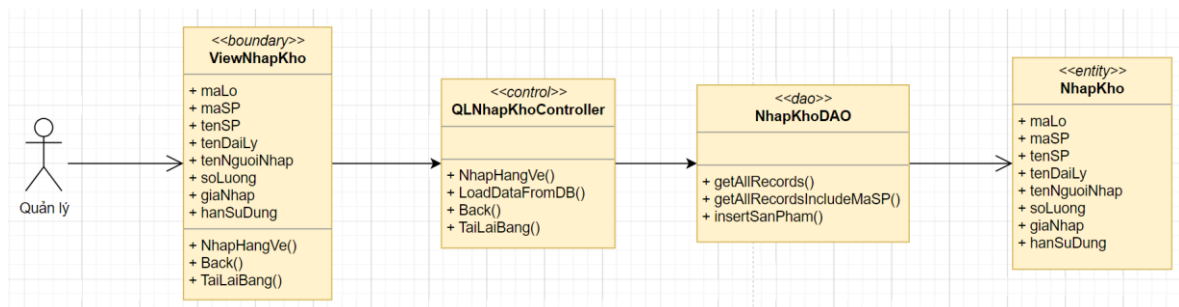 Quản lý
<<boundary>>
ViewNhapKho
+ maLo
+ maSP
+ tenSP
+ tenDaiLy
+ tenNguoiNhap
+ soLuong
+ giaNhap
+ hanSuDung
+ NhapHangVe()
+ Back()
+ TaiLaiBang()
<<control>>
QLNhapKhoController
+ NhapHangVe()
+ LoadDataFromDB()
+ Back()
+ TaiLaiBang()
<<dao>>
NhapKhoDAO
+ getAllRecords()
+ getAllRecordsIncludeMaSP()
+ insertSanPham()
<<entity>>
NhapKho
+ maLo
+ maSP
+ tenSP
+ tenDaiLy
+ tenNguoiNhap
+ soLuong
+ giaNhap
+ hanSuDung